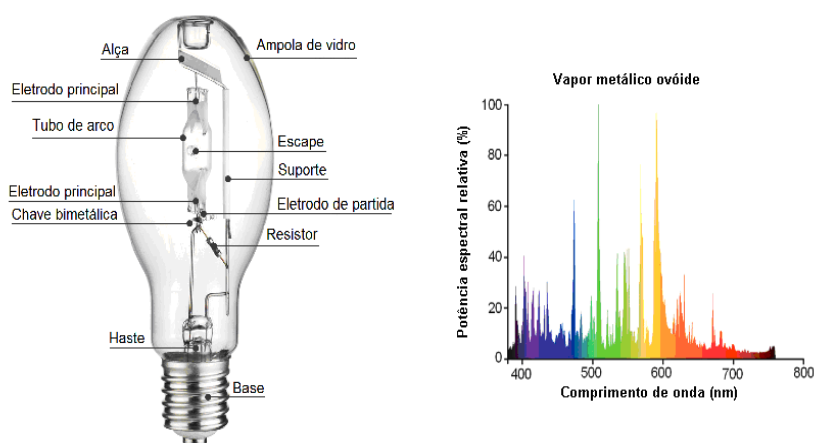 Alça
Ampola de vidro
Eletrodo principal
Tubo de arco
Escape
Suporte
Eletrodo principal
Eletrodo de partida
Chave bimetálica
Resistor
Haste
Base
Vapor metálico ovóide
Potência espectral relativa (%)
100
80
60
40
20
0
400
500
600
700
800
Comprimento de onda (nm)